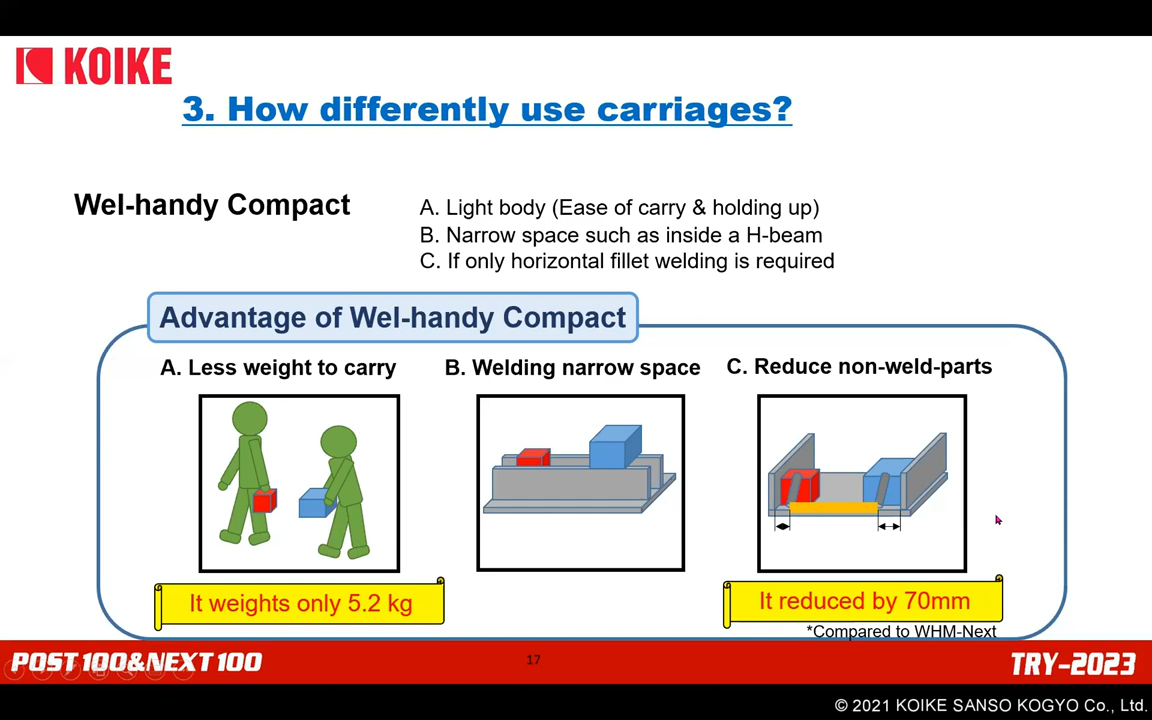 KOIKE
3. How differently use carriages?
Wel-handy Compact
A. Light body (Ease of carry & holding up)
B. Narrow space such as inside a H-beam
C. If only horizontal fillet welding is required
Advantage of Wel-handy Compact
A. Less weight to carry
B. Welding narrow space
C. Reduce non-weld-parts
It weights only 5.2 kg
It reduced by 70mm
*Compared to WHM-Next
POST 100&NEXT 100
17
TRY-2023
© 2021 KOIKE SANSO KOGYO Co., Ltd.